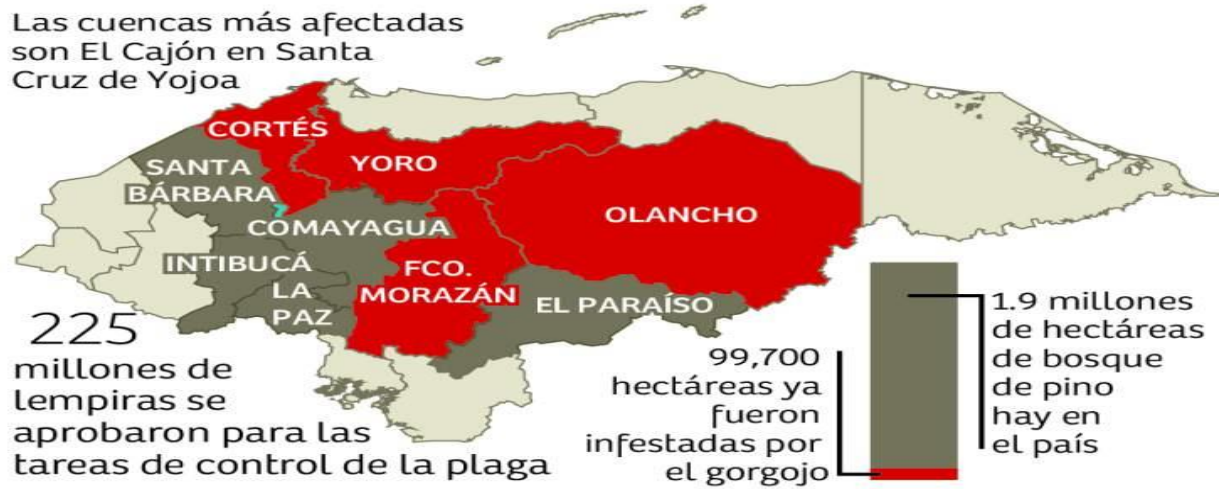 Las cuencas más afectadas
son El Cajón en Santa
Cruz de Yojoa
CORTÉS
YORO
SANTA
BÁRBARA
OLANCHO
COMAYAGUA
INTIBUCÁ
LA
PAZ
FCO.
MORAZÁN
EL PARAÍSO
225
millones de
lempiras se
aprobaron para las
tareas de control de la plaga
99,700
hectáreas ya
fueron
infestadas por
el gorgojo
1.9 millones
de hectáreas
de bosque
de pino
hay en
el país